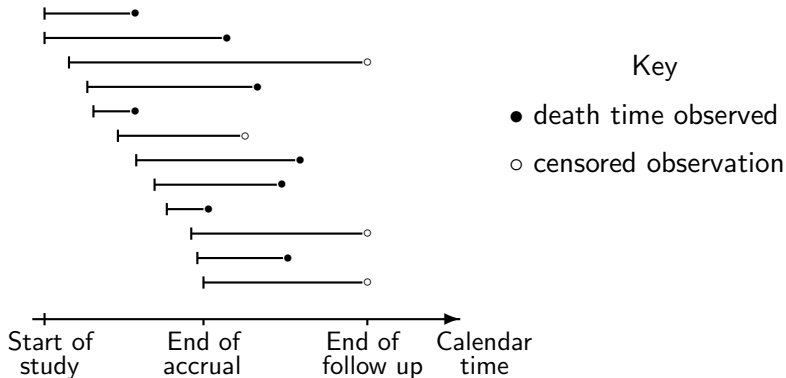 Key
death time observed
censored observation
Start of
study
End of
accrual
End of
follow up
Calendar
time